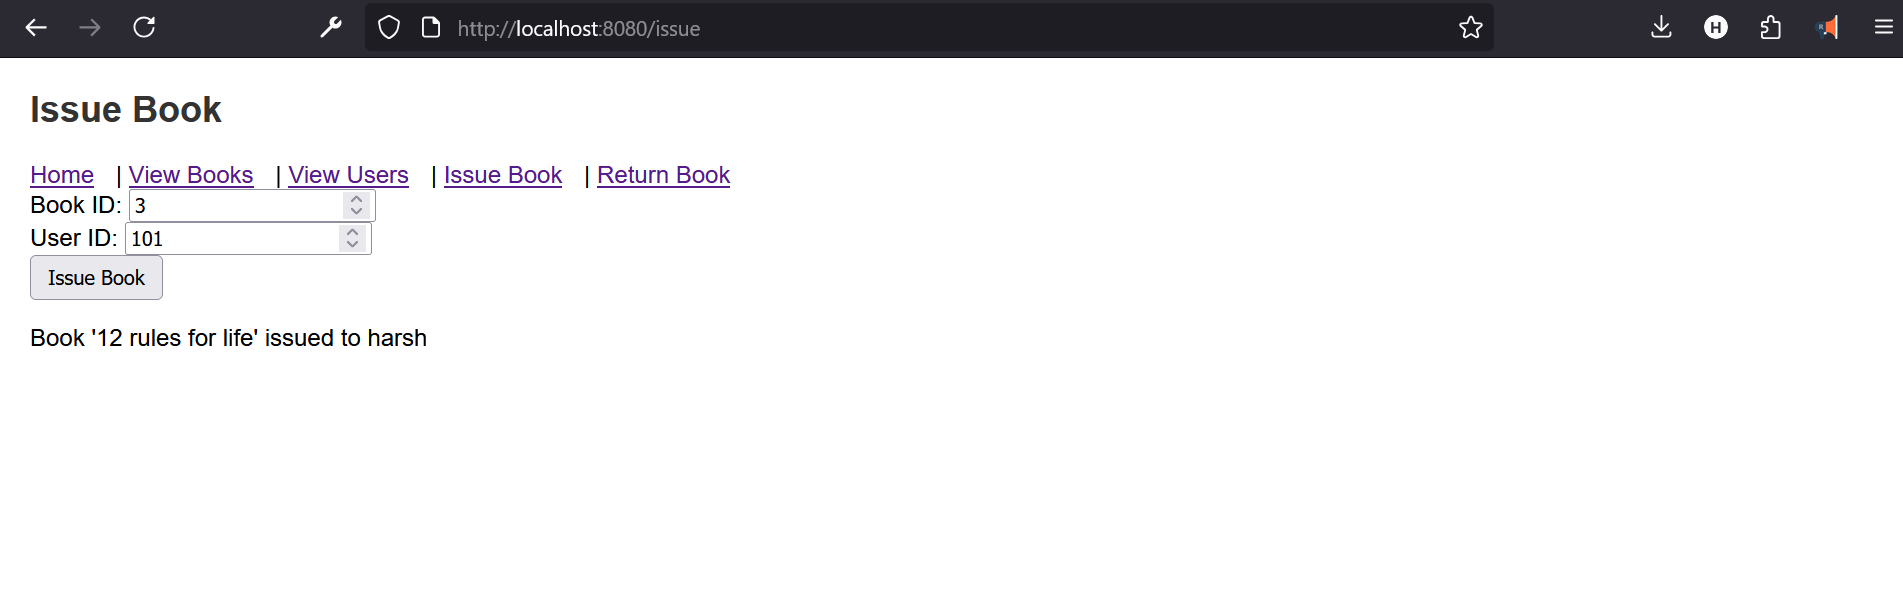 http://localhost:8080/issue
H
Issue Book
Home | View Books | View Users | Issue Book | Return Book
Book ID: 3
User ID: 101
Issue Book
Book '12 rules for life' issued to harsh